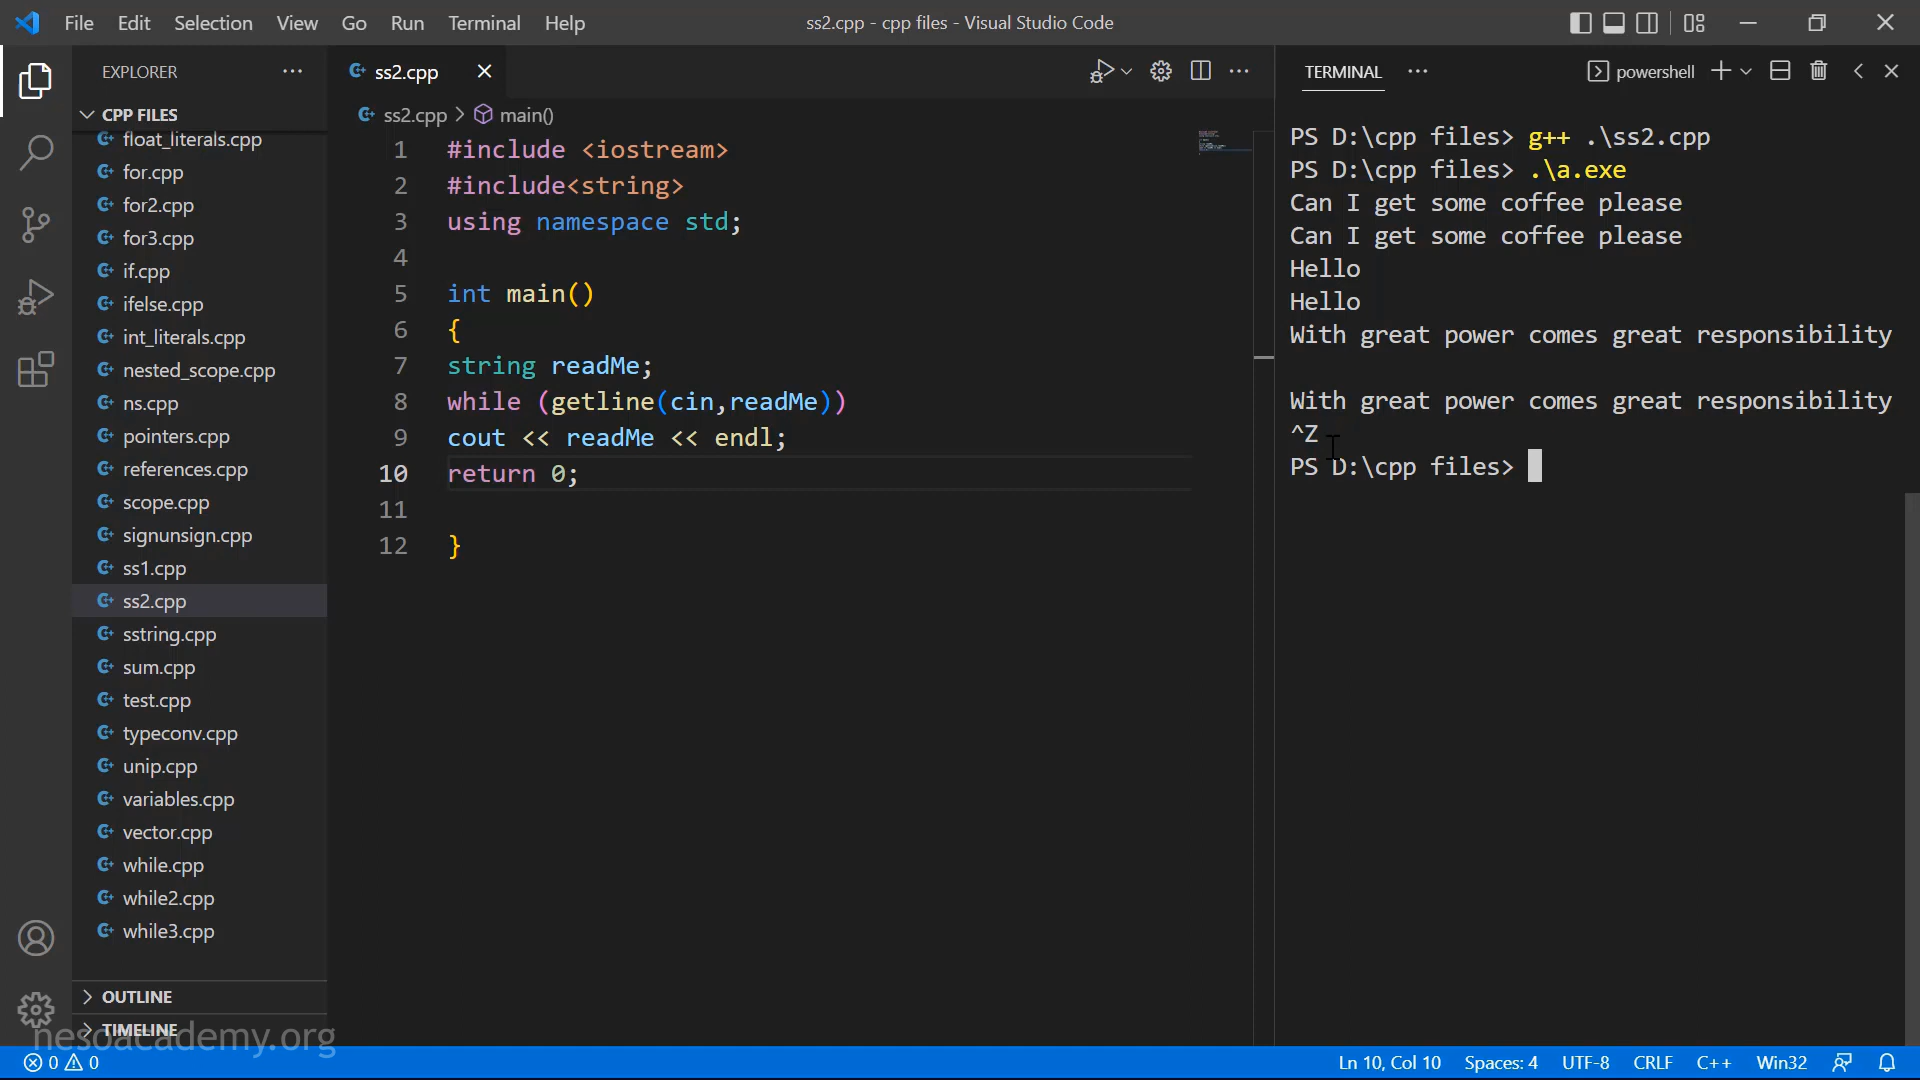 File Edit Selection View Go Run Terminal Help
ss2.cpp - cpp files - Visual Studio Code
EXPLORER
CPP FILES
float_literals.cpp
for.cpp
for2.cpp
for3.cpp
if.cpp
ifelse.cpp
int_literals.cpp
nested_scope.cpp
ns.cpp
pointers.cpp
references.cpp
scope.cpp
signunsign.cpp
ss1.cpp
ss2.cpp
sstring.cpp
sum.cpp
test.cpp
typeconv.cpp
unip.cpp
variables.cpp
vector.cpp
while.cpp
while2.cpp
while3.cpp
OUTLINE
TIMELINE
nesoacademy.org
ss2.cpp
ss2.cpp > main()
1 #include <iostream>
2 #include<string>
3 using namespace std;
4
5 int main()
6 {
7 string readMe;
8 while (getline(cin,readMe))
9 cout << readMe << endl;
10 return 0;
11
12 }
TERMINAL
powershell
PS D:\cpp files> g++ .\ss2.cpp
PS D:\cpp files> .\a.exe
Can I get some coffee please
Can I get some coffee please
Hello
Hello
With great power comes great responsibility
With great power comes great responsibility
^Z
PS D:\cpp files>
0 0
Ln 10, Col 10 Spaces: 4 UTF-8 CRLF C++ Win32